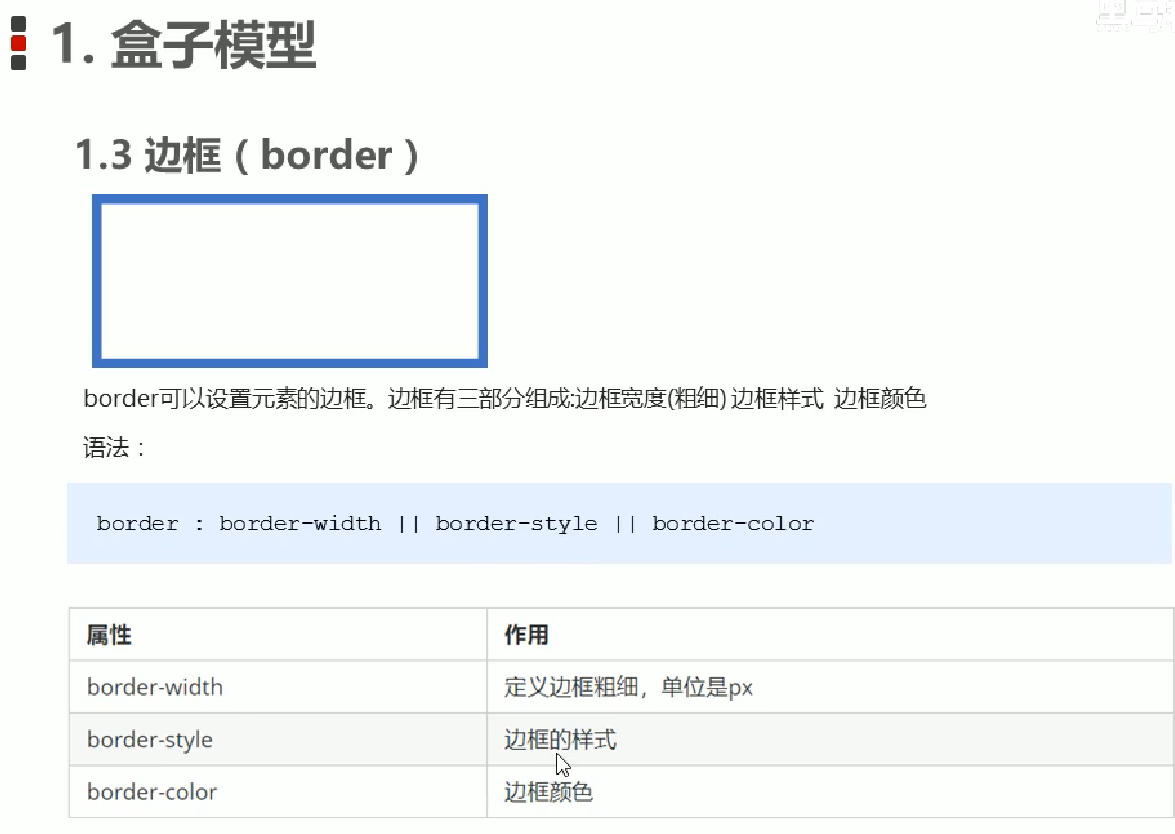 1. 盒子模型
1.3 边框（border）
border可以设置元素的边框。边框有三部分组成:边框宽度(粗细) 边框样式 边框颜色
语法：
border : border-width || border-style || border-color
属性 作用
border-width 定义边框粗细，单位是px
border-style 边框的样式
border-color 边框颜色